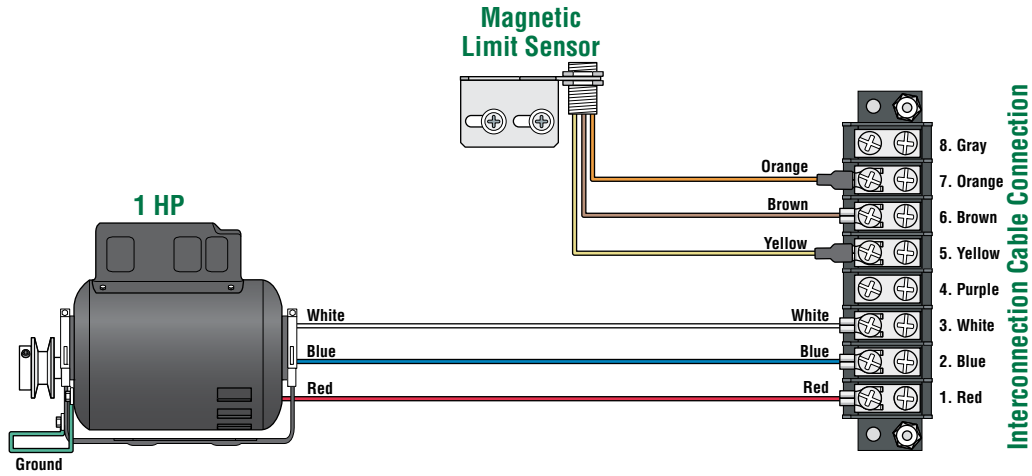 Magnetic
Limit Sensor
1 HP
Orange
Brown
Yellow
White
White
Blue
Blue
Red
Red
Ground
8. Gray
7. Orange
6. Brown
5. Yellow
4. Purple
3. White
2. Blue
1. Red
Interconnection Cable Connection